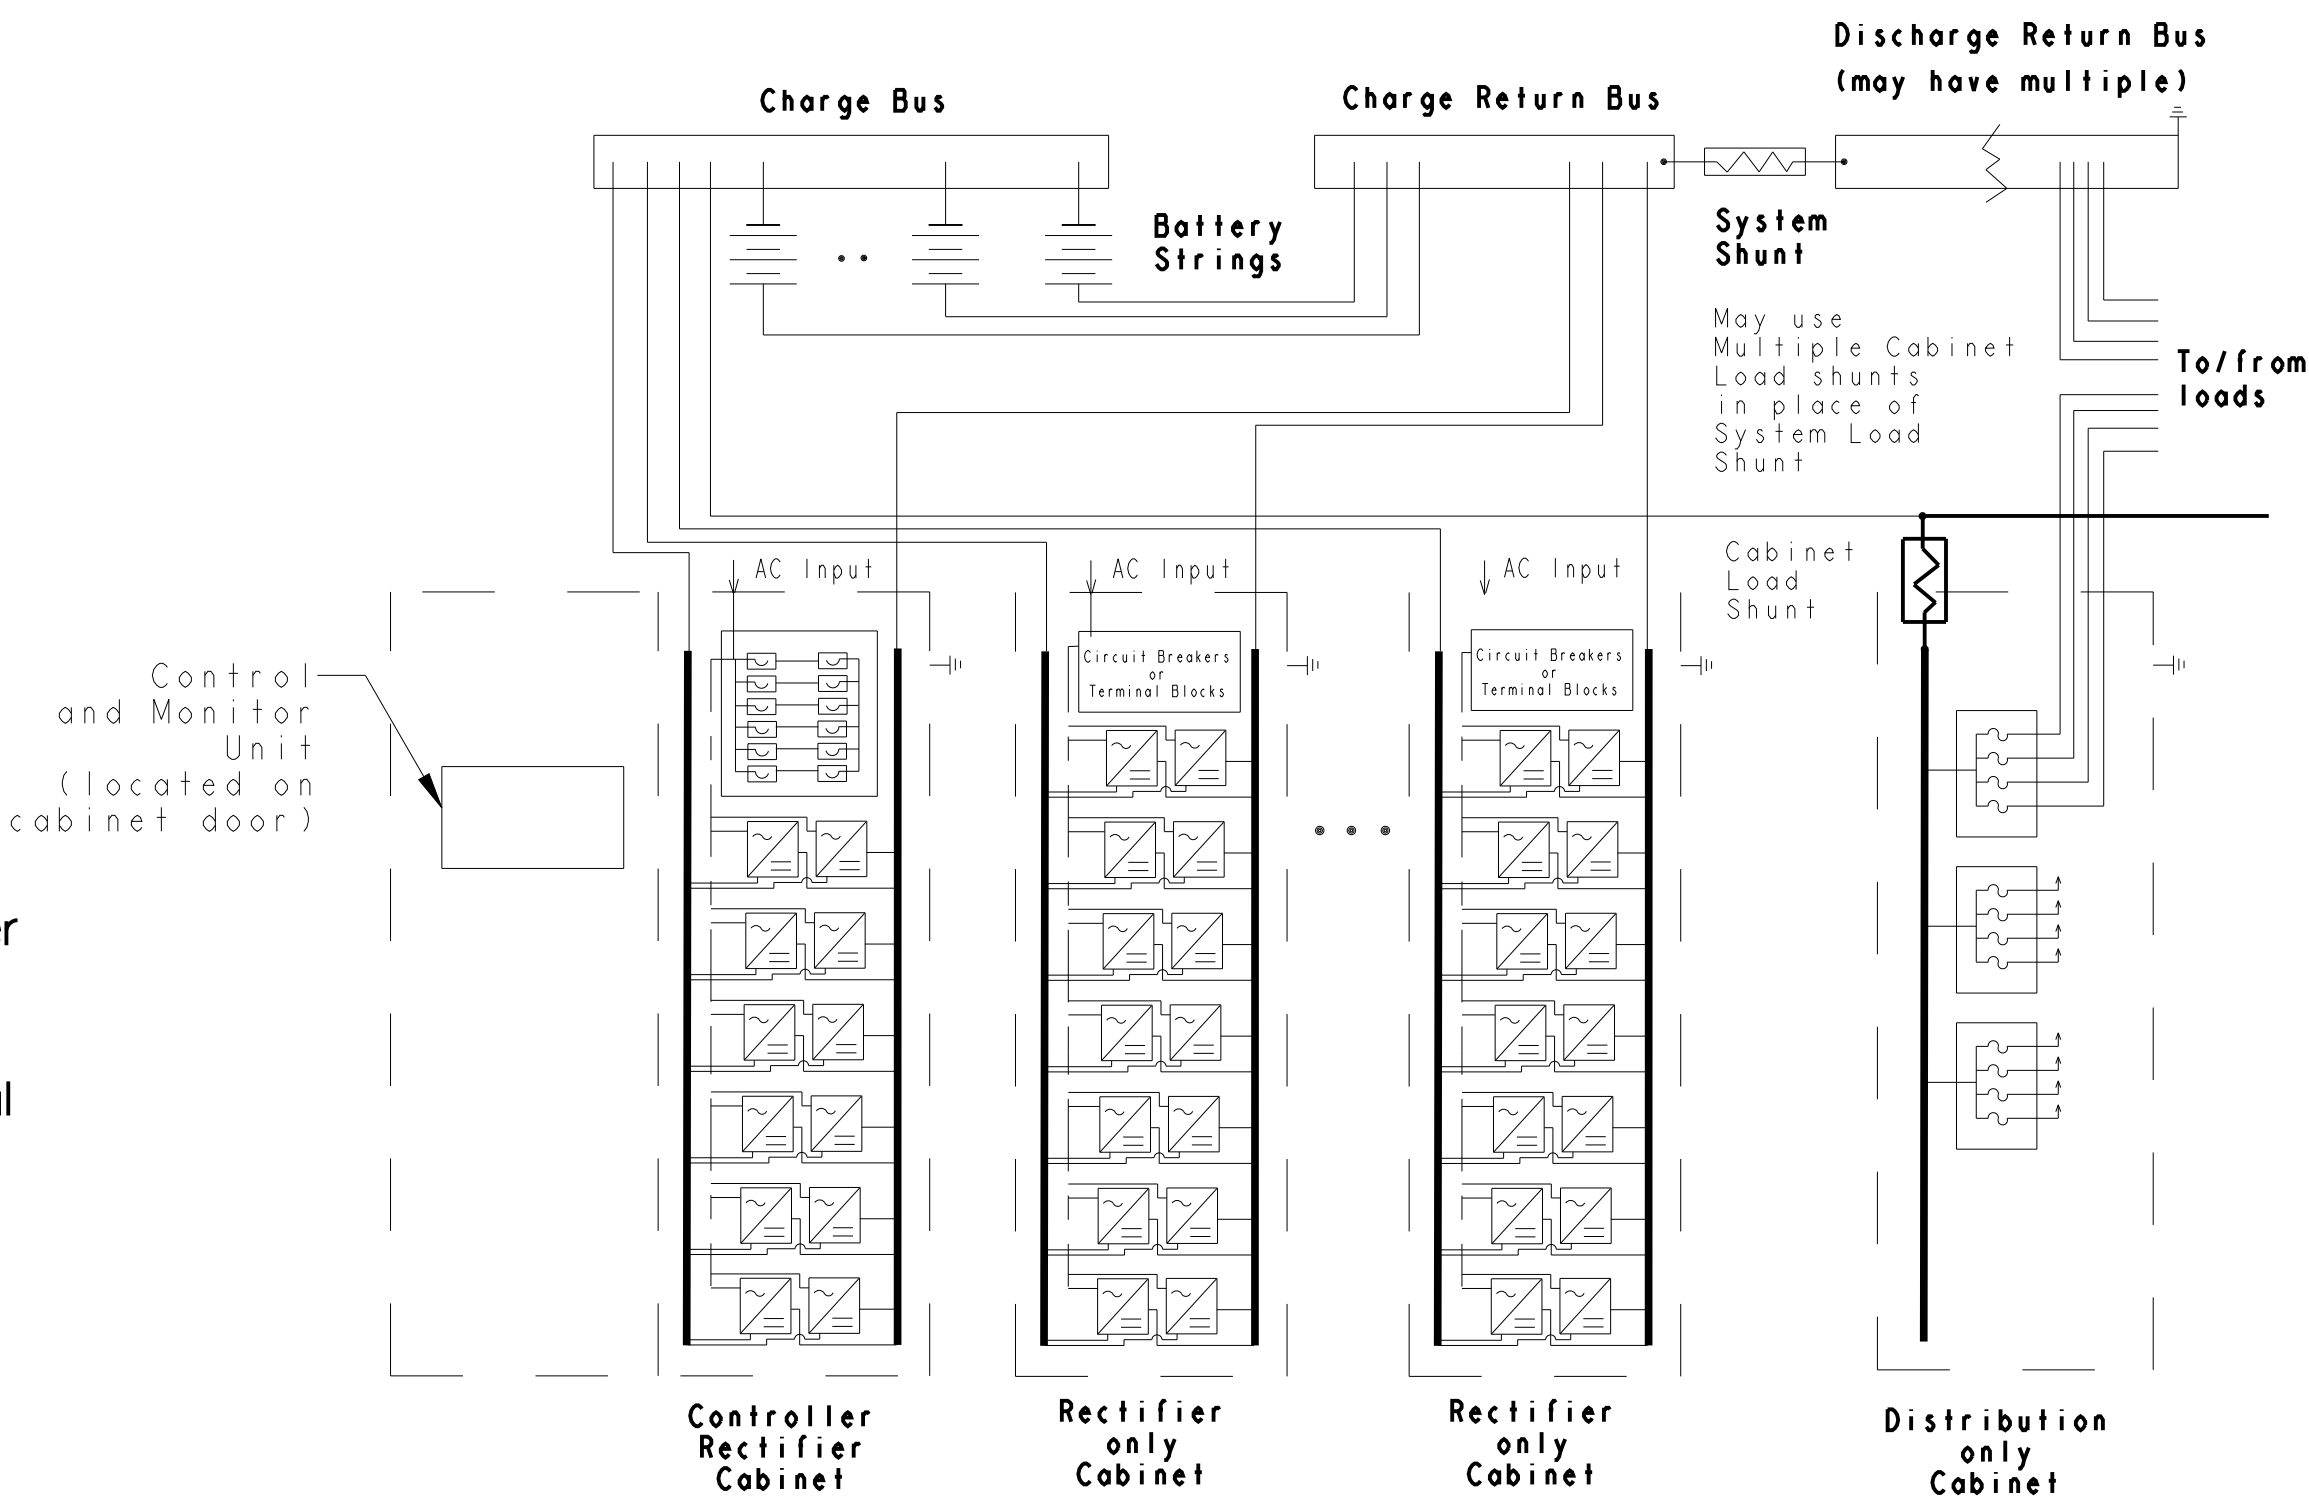 Discharge Return Bus
(may have multiple)
Charge Bus
Charge Return Bus
Battery
Strings
System
Shunt
May use
Multiple Cabinet
Load shunts
in place of
System Load
Shunt
To/from
loads
AC Input
AC Input
AC Input
Cabinet
Load
Shunt
Control
and Monitor
Unit
(located on
cabinet door)
Circuit Breakers
or
Terminal Blocks
Circuit Breakers
or
Terminal Blocks
Controller
Rectifier
Cabinet
Rectifier
only
Cabinet
Rectifier
only
Cabinet
Distribution
only
Cabinet